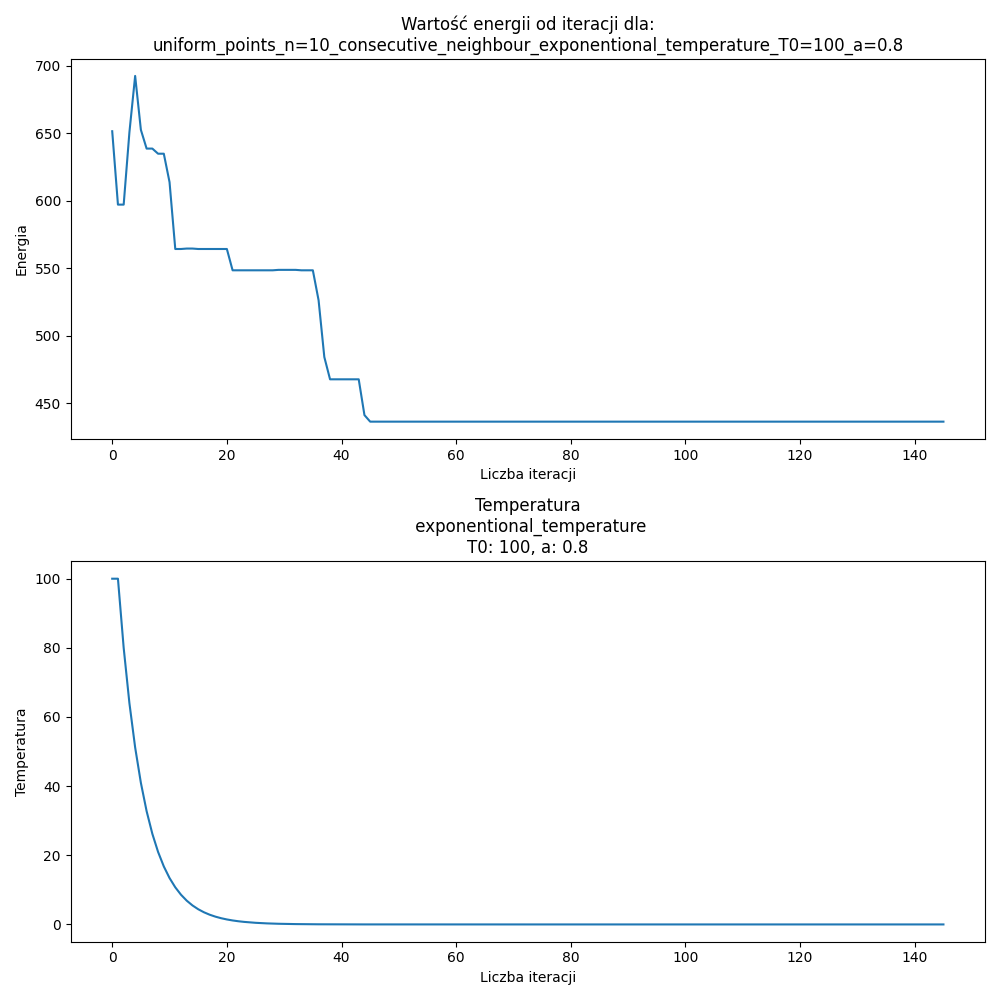 Wartość energii od iteracji dla:
uniform_points_n=10_consecutive_neighbour_exponentional_temperature_T0=100_a=0.8
700
650
600
550
500
450
Energia
0 20 40 60 80 100 120 140
Liczba iteracji
Temperatura
exponentional_temperature
T0: 100, a: 0.8
100
80
60
40
20
0
Temperatura
0 20 40 60 80 100 120 140
Liczba iteracji